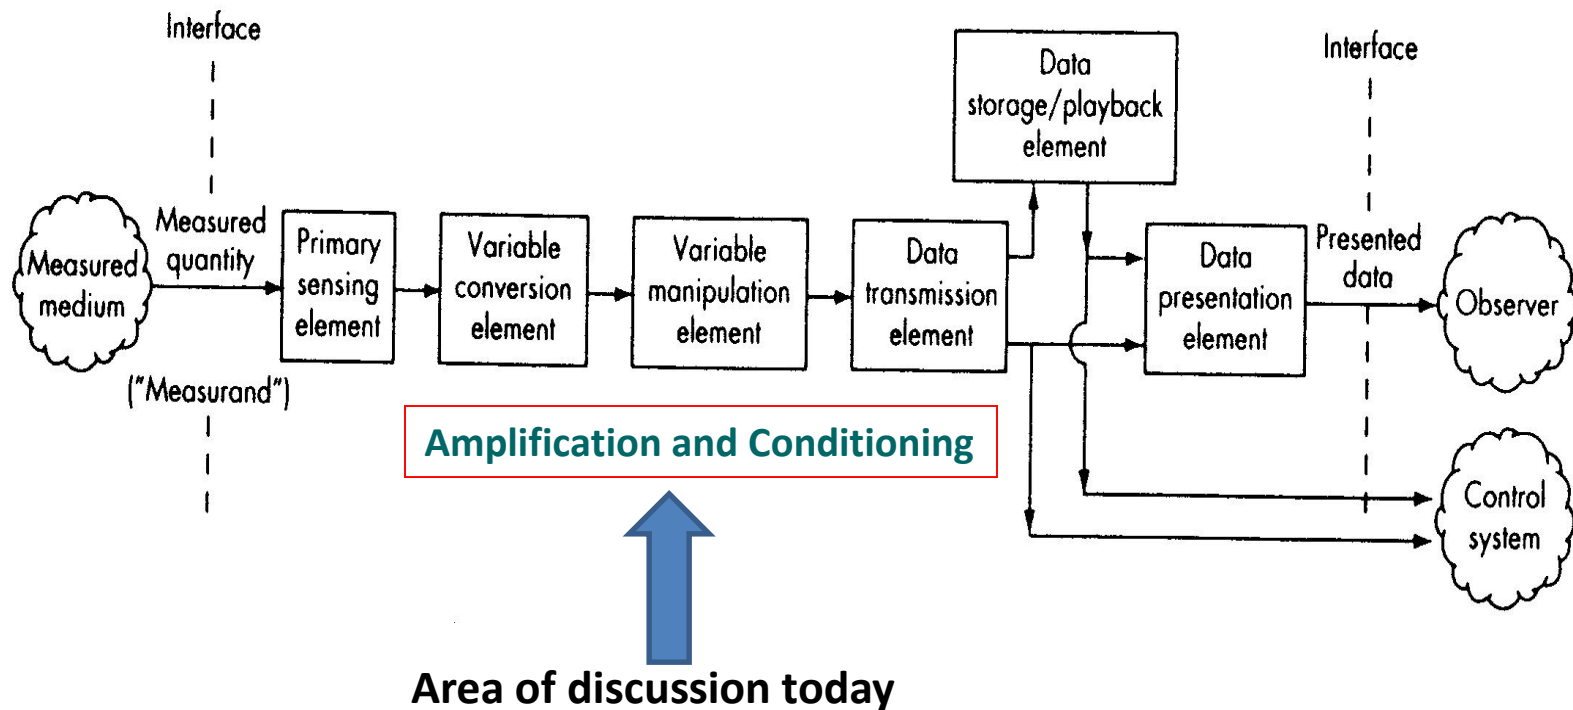 Interface
Measured
medium
Measured
quantity
("Measurand")
Primary
sensing
element
Variable
conversion
element
Variable
manipulation
element
Data
transmission
element
Data
storage/playback
element
Data
presentation
element
Interface
Presented
data
Observer
Control
system
Amplification and Conditioning
Area of discussion today